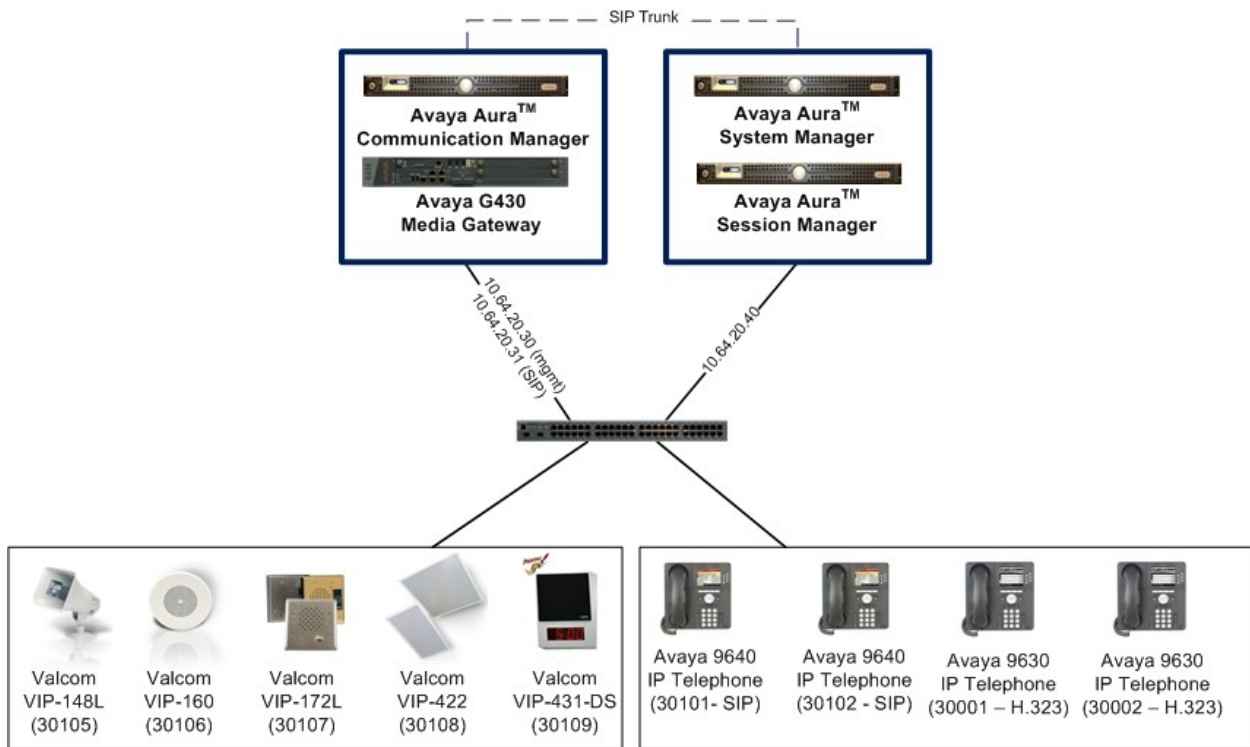 SIP Trunk
Avaya Aura™
Communication Manager
Avaya G430
Media Gateway
Avaya Aura™
System Manager
Avaya Aura™
Session Manager
10.64.20.30 (mgmt)
10.64.20.31 (SIP)
10.64.20.40
Valcom
VIP-148L
(30105)
Valcom
VIP-160
(30106)
Valcom
VIP-172L
(30107)
Valcom
VIP-422
(30108)
5:00
Valcom
VIP-431-DS
(30109)
Avaya 9640
IP Telephone
(30101- SIP)
Avaya 9640
IP Telephone
(30102 - SIP)
Avaya 9630
IP Telephone
(30001 – H.323)
Avaya 9630
IP Telephone
(30002 – H.323)